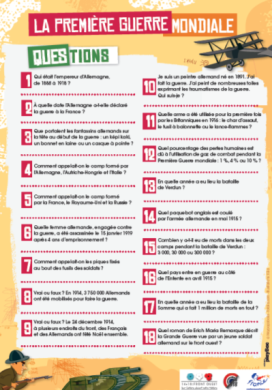 LA PREMIÈRE GUERRE MONDIALE
QUESTIONS
1
Qui était l'empereur d'Allemagne,
de 1888 à 1918 ?
2
À quelle date l'Allemagne a-t-elle déclaré
la guerre à la France ?
3
Que portaient les fantassins allemands sur
la tête au début de la guerre : un képi kaki,
un bonnet en laine ou un casque à pointe ?
4
Comment appelait-on le camp formé par
l'Allemagne, l'Autriche-Hongrie et l'Italie ?
5
Comment appelait-on le camp formé
par la France, le Royaume-Uni et la Russie ?
6
Quelle femme allemande, engagée contre
la guerre, a été assassinée le 15 janvier 1919
après 4 ans d'emprisonnement ?
7
Comment appelait-on les piques fixés
au bout des fusils des soldats ?
8
Vrai ou faux ? En 1914, 3 750 000 Allemands
ont été mobilisés pour faire la guerre.
9
Vrai ou faux ? Le 25 décembre 1914,
à plusieurs endroits du front, des Français
et des Allemands ont fêté Noël ensemble.
10
Je suis un peintre allemand né en 1891. J'ai
fait la guerre. J'ai peint de nombreuses toiles
exprimant les traumatismes de la guerre.
Qui suis-je ?
11
Quelle arme a été utilisée pour la première fois
par les Britanniques en 1916 : le char d'assaut,
le fusil à baïonnette ou le lance-flammes ?
12
Quel pourcentage des pertes humaines est
dû à l'utilisation de gaz de combat pendant la
Première Guerre mondiale : 1 %, 4 % ou 10 % ?
13
En quelle année a eu lieu la bataille
de Verdun ?
14
Quel paquebot anglais est coulé
par l'armée allemande en mai 1915 ?
15
Combien y a-t-il eu de morts dans les deux
camps pendant la bataille de Verdun :
16
Quel pays entre en guerre au côté
de l'Entente en avril 1915 ?
17
En quelle année a eu lieu la bataille de la
Somme qui a fait 1 million de morts en tout ?
18
Quel roman de Erich Maria Remarque décrit
la Grande Guerre vue par un jeune soldat
allemand sur le front ouest ?